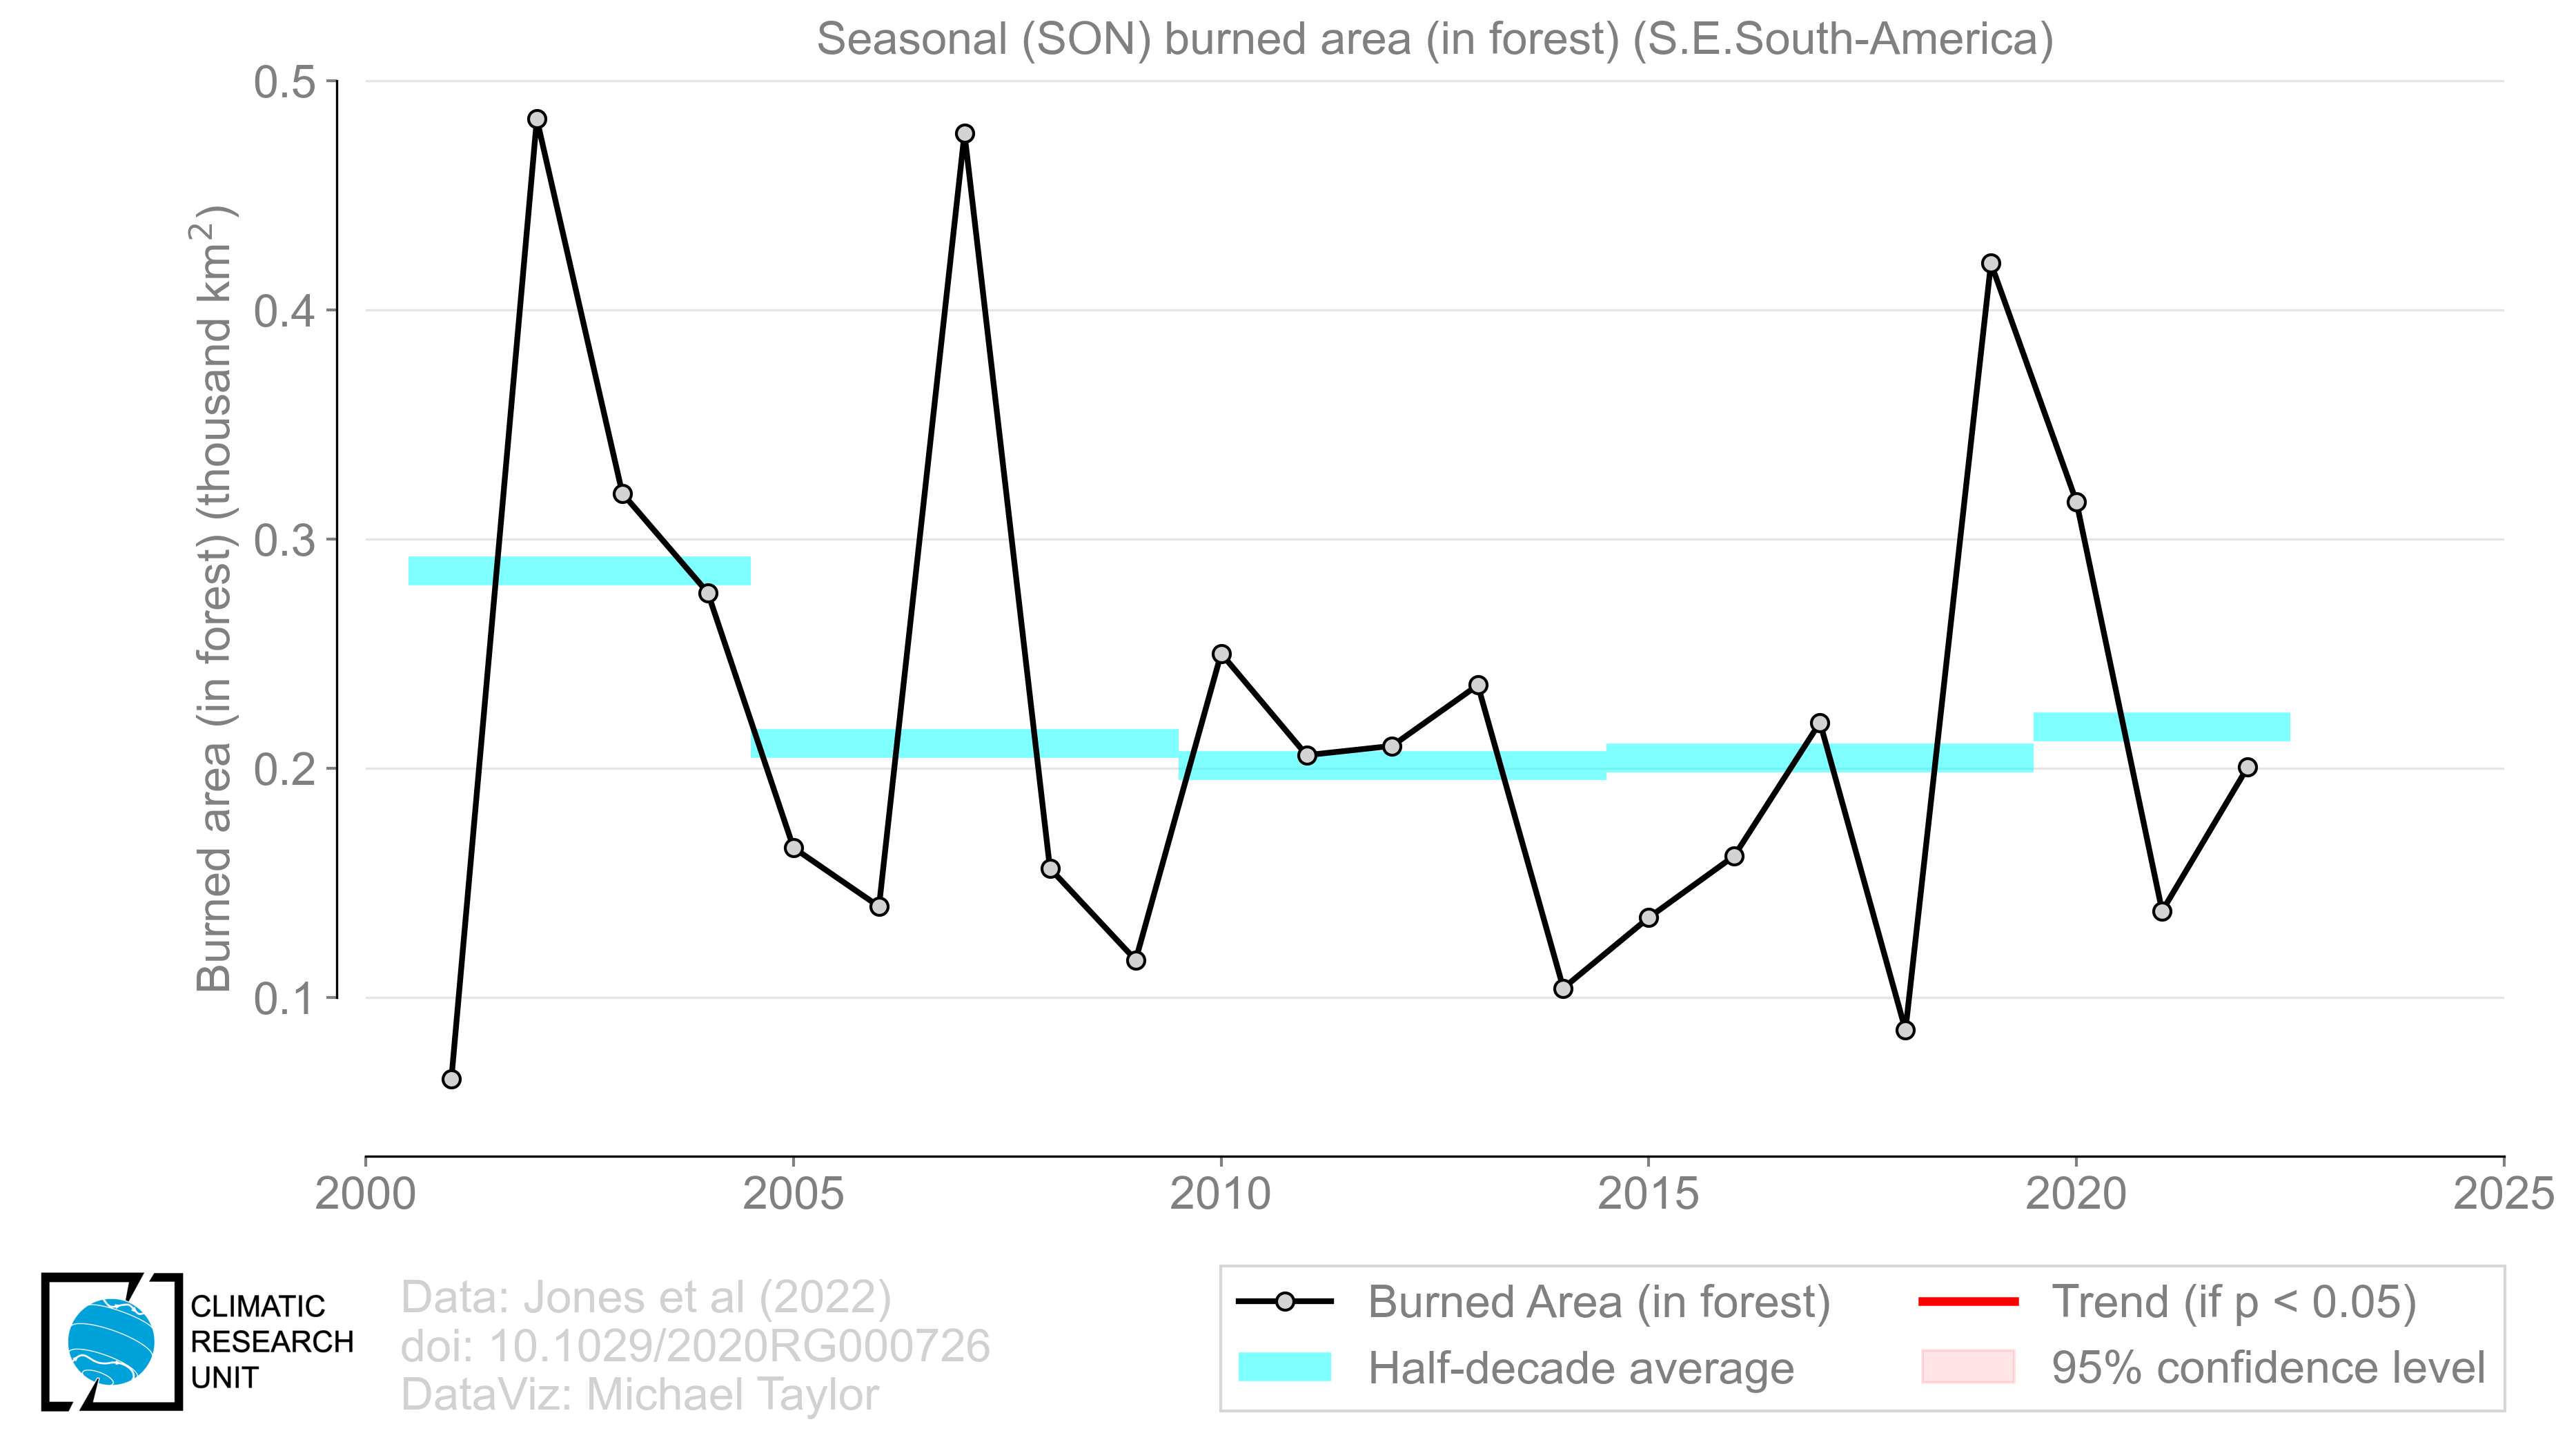 Seasonal (SON) burned area (in forest) (S.E.South-America)
Burned area (in forest) (thousand km²)
0.5
0.4
0.3
0.2
0.1
2000 2005 2010 2015 2020 2025
CLIMATIC
RESEARCH
UNIT
Data: Jones et al (2022)
doi: 10.1029/2020RG000726
DataViz: Michael Taylor
Burned Area (in forest)
Half-decade average
Trend (if p < 0.05)
95% confidence level